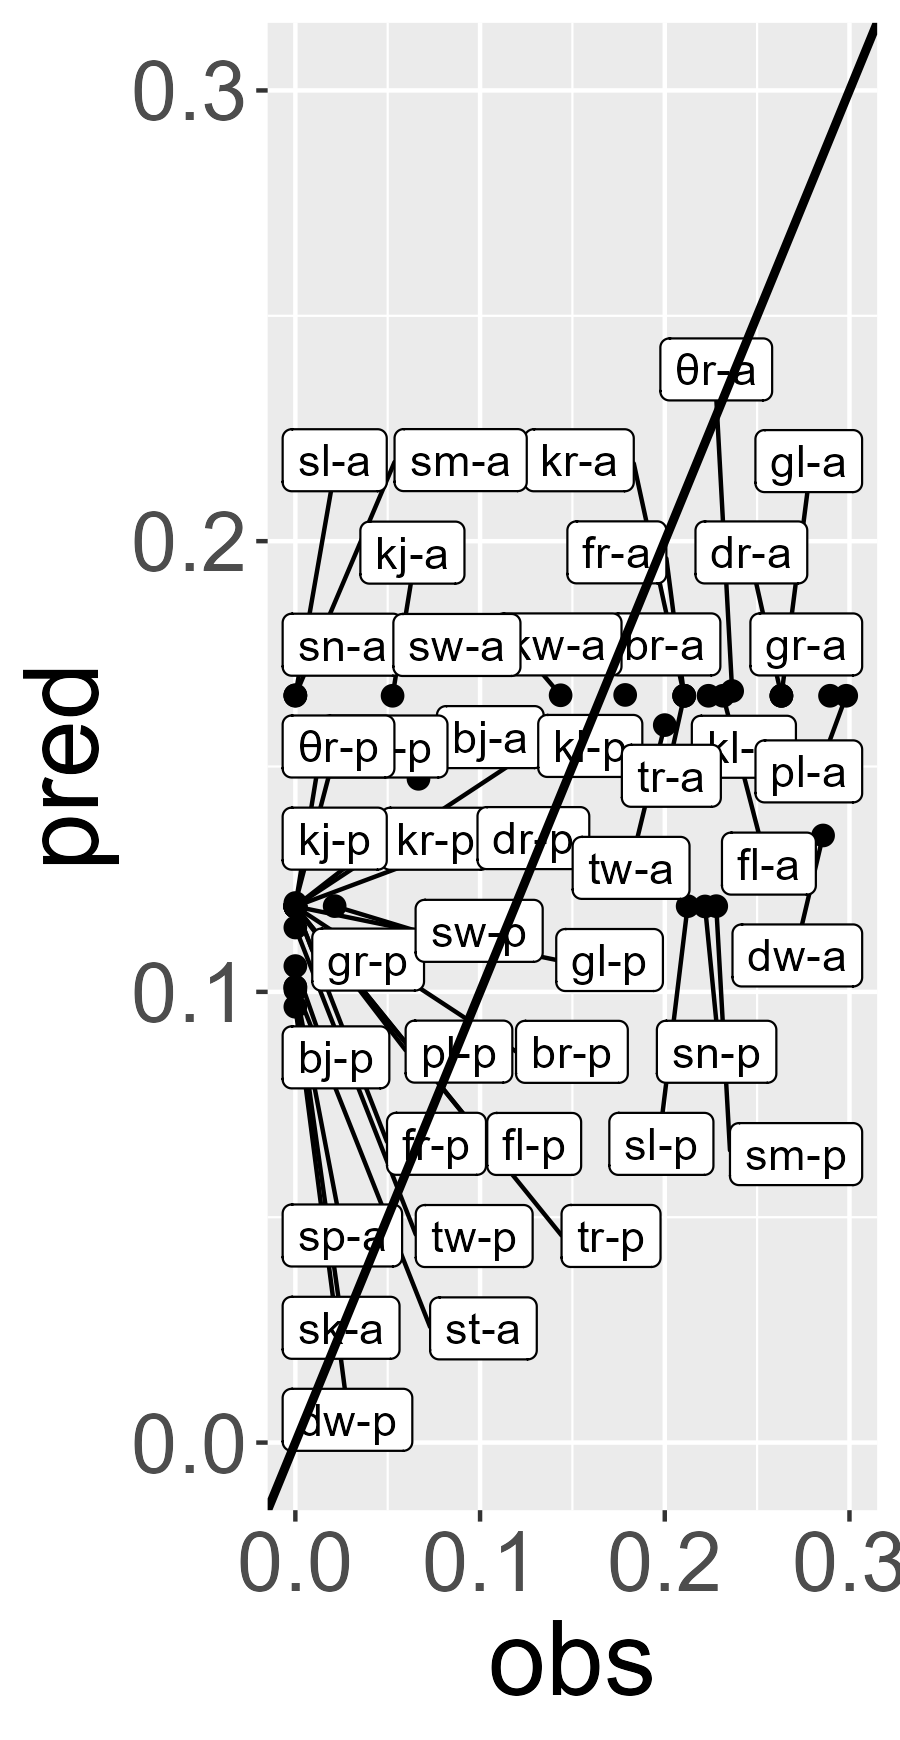 0.3
θr-a
sl-a sm-a kr-a gl-a
0.2
kj-a fr-a dr-a
sn-a sw-a kw-a br-a gr-a
θr-p -p bj-a kl-p kl- pl-a
tr-a
kj-p kr-p dr-p tw-a fl-a
pred
sw-p
gr-p gl-p dw-a
0.1
bj-p pl-p br-p sn-p
fr-p fl-p sl-p sm-p
sp-a tw-p tr-p
sk-a st-a
dw-p
0.0
0.0 0.1 0.2 0.3
obs